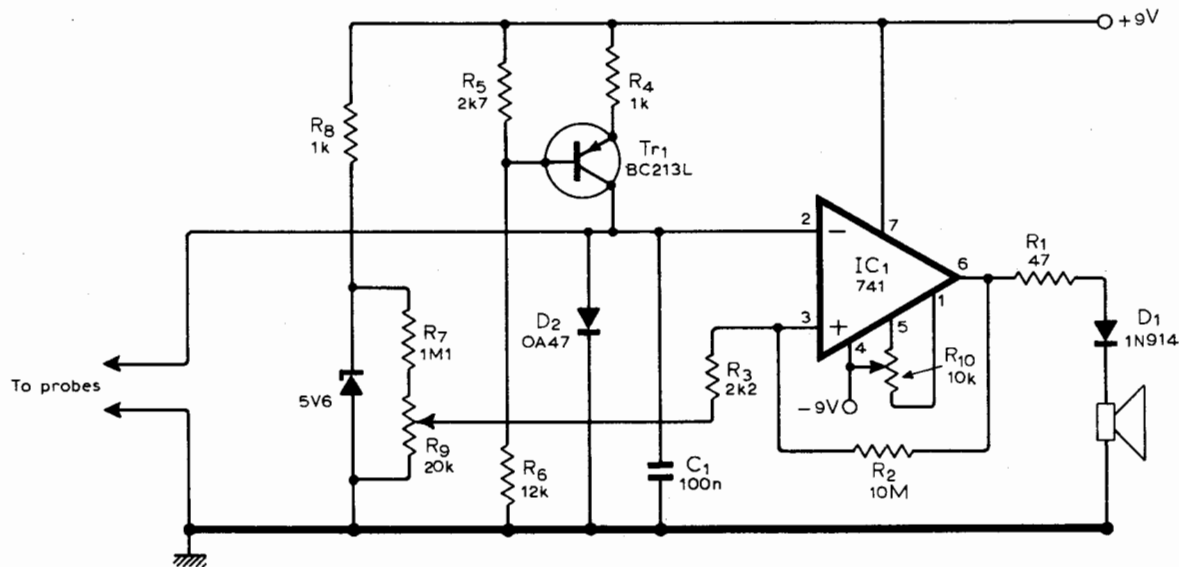 +9V
R5
2k7
R4
1k
R8
1k
Tr1
BC213L
2
7
IC1
741
6
R1
47
3
5
1
4
D1
1N914
R10
10k
-9V
D2
OA47
R7
1M1
R3
2k2
To probes
5V6
R9
20k
R6
12k
C1
100n
R2
10M